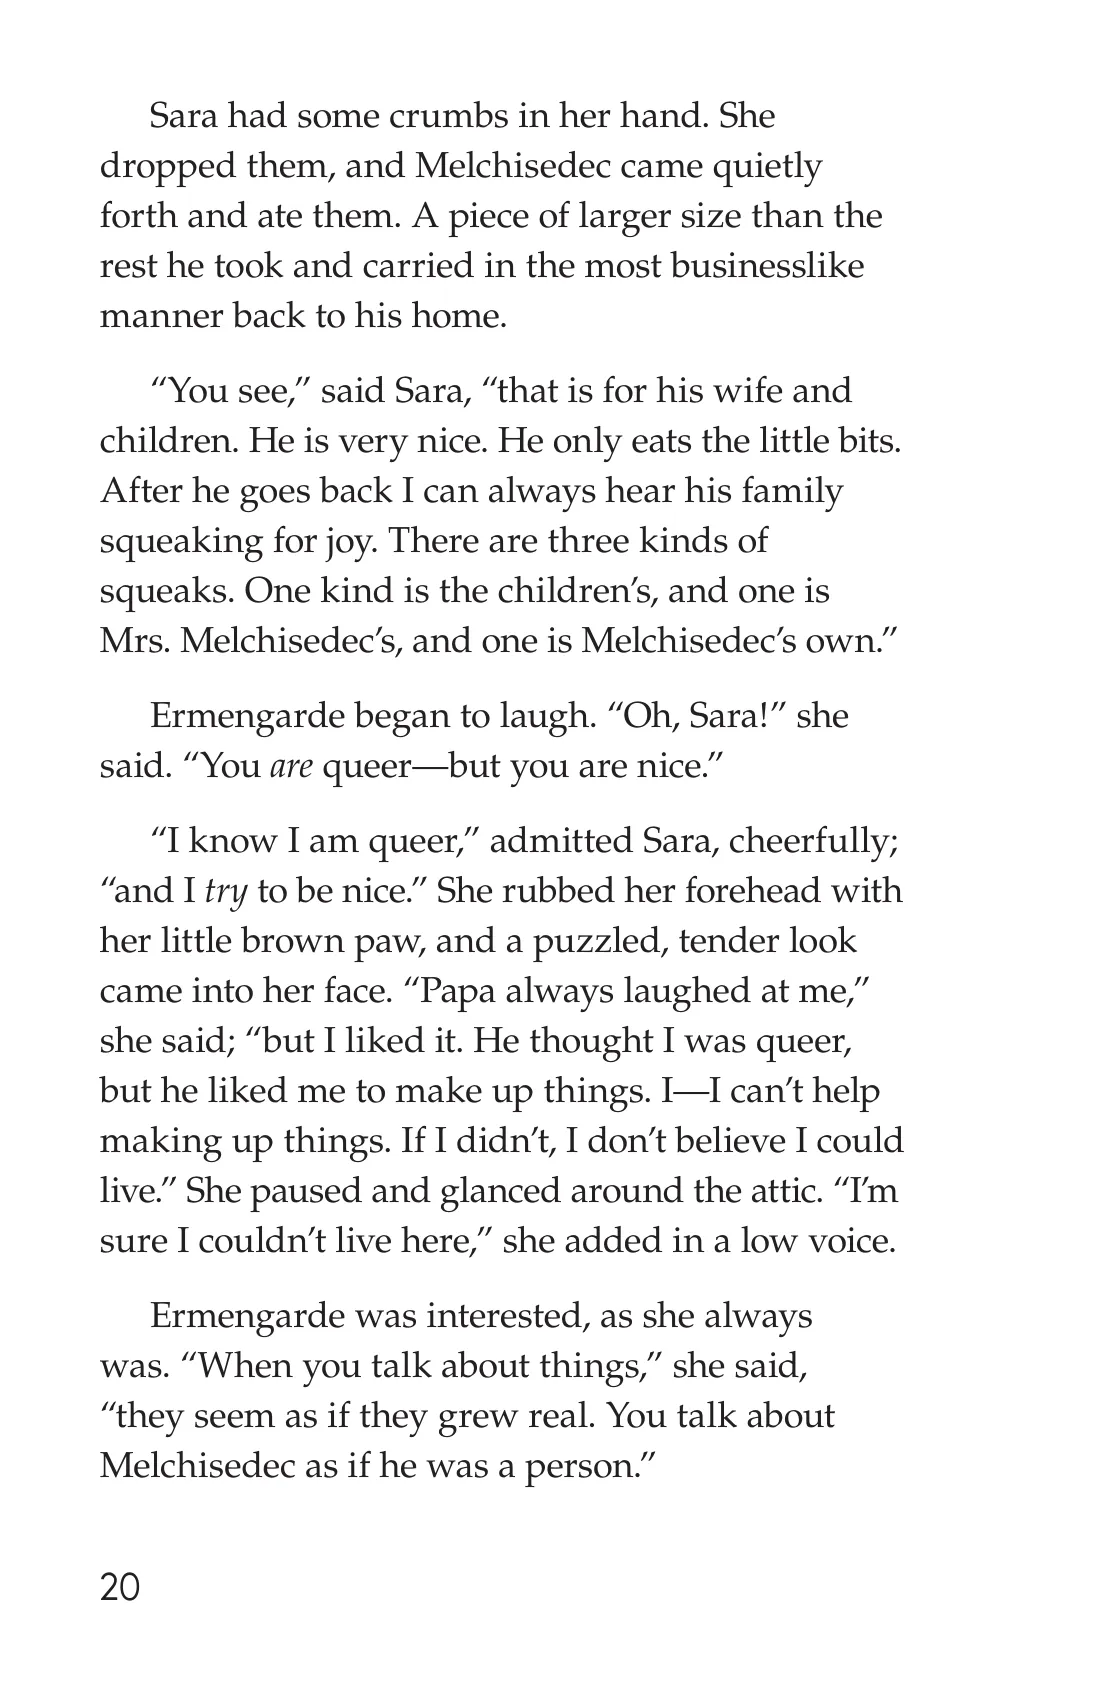 Sara had some crumbs in her hand. She
dropped them, and Melchisedec came quietly
forth and ate them. A piece of larger size than the
rest he took and carried in the most businesslike
manner back to his home.
“You see,” said Sara, “that is for his wife and
children. He is very nice. He only eats the little bits.
After he goes back I can always hear his family
squeaking for joy. There are three kinds of
squeaks. One kind is the children’s, and one is
Mrs. Melchisedec’s, and one is Melchisedec’s own.”
Ermengarde began to laugh. “Oh, Sara!” she
said. “You are queer—but you are nice.”
“I know I am queer,” admitted Sara, cheerfully;
“and I try to be nice.” She rubbed her forehead with
her little brown paw, and a puzzled, tender look
came into her face. “Papa always laughed at me,”
she said; “but I liked it. He thought I was queer,
but he liked me to make up things. I—I can’t help
making up things. If I didn’t, I don’t believe I could
live.” She paused and glanced around the attic. “I’m
sure I couldn’t live here,” she added in a low voice.
Ermengarde was interested, as she always
was. “When you talk about things,” she said,
“they seem as if they grew real. You talk about
Melchisedec as if he was a person.”
20